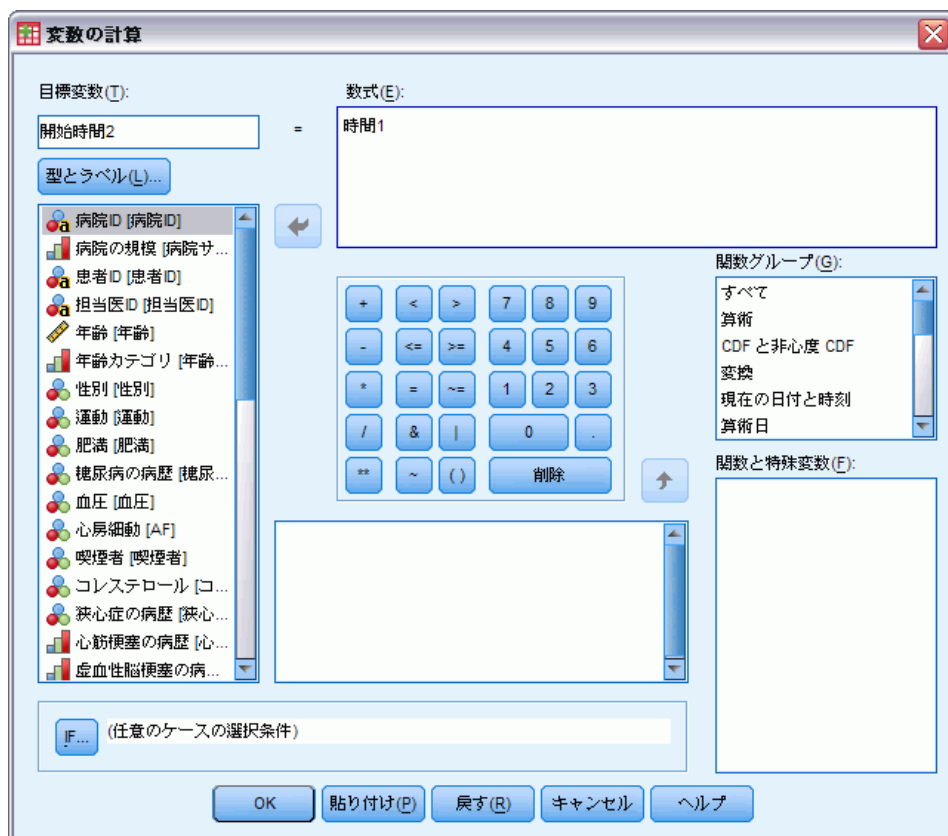 変数の計算
目標変数(T):
開始時間2
=
数式(E):
時間1
型とラベル(L)...
病院ID [病院ID]
病院の規模 [病院サ...
患者ID [患者ID]
担当医ID [担当医ID]
年齢 [年齢]
年齢カテゴリ [年齢...
性別 [性別]
運動 [運動]
肥満 [肥満]
糖尿病の病歴 [糖尿...
血圧 [血圧]
心房細動 [AF]
喫煙者 [喫煙者]
コレステロール [コ...
狭心症の病歴 [狭心...
心筋梗塞の病歴 [心...
虚血性脳梗塞の病...
+ < > 7 8 9
- <= >= 4 5 6
* = ~= 1 2 3
/ & | 0 .
** ~ ( ) 削除
関数グループ(G):
すべて
算術
CDF と非心度 CDF
変換
現在の日付と時刻
算術日
関数と特殊変数(F):
IF...
(任意のケースの選択条件)
OK
貼り付け(P)
戻す(R)
キャンセル
ヘルプ